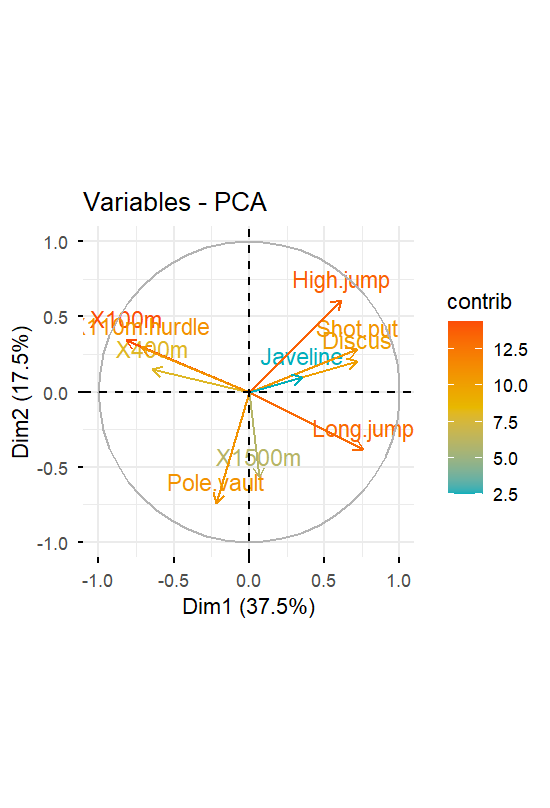 Variables - PCA
1.0
0.5
0.0
-0.5
-1.0
Dim2 (17.5%)
High.jump
X100m
110m.hurdle
Shot.put
Discus
X400m
Javeline
Long.jump
X1500m
Pole.vault
-1.0 -0.5 0.0 0.5 1.0
Dim1 (37.5%)
contrib
12.5
10.0
7.5
5.0
2.5